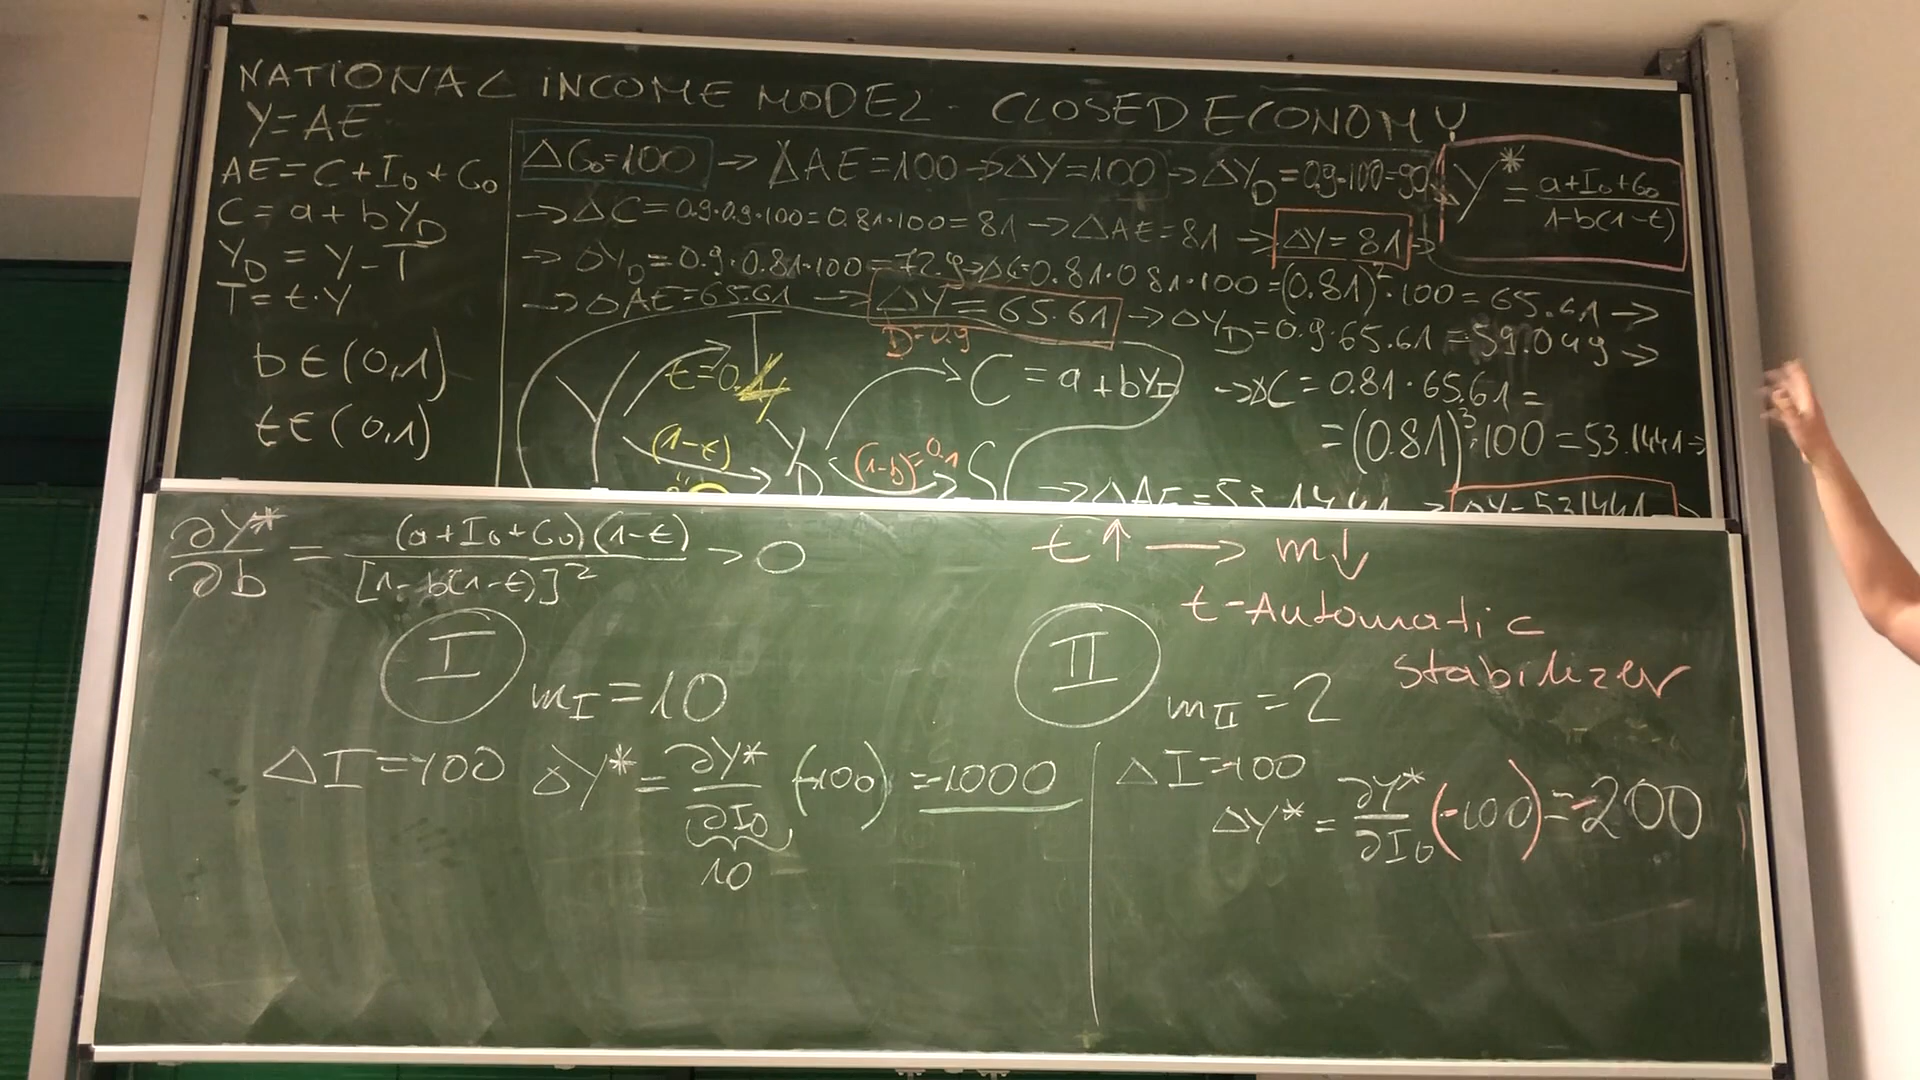 NATIONAL INCOME MODEL - CLOSED ECONOMY
Y=AE
AE=C+I₀+G₀
C=a+bY_D
Y_D=Y-T
T=t·Y
b∈(0,1)
t∈(0,1)
ΔG₀=100 → ΔAE=100 → ΔY=100 → ΔY_D=0.9·100=90 →
→ ΔC=0.9·0.9·100=0.81·100=81 → ΔAE=81 → ΔY=81 →
→ ΔY_D=0.9·0.81·100=72.9 → ΔC=0.81·0.81·100=(0.81)²·100=65.61 →
→ ΔAE=65.61 → ΔY=65.61 → ΔY_D=0.9·65.61=59.049 →
→ ΔC=0.81·65.61=
=(0.81)³·100=53.1441 →
→ ΔAE=53.1441 → ΔY=53.1441 →
Y*=(a+I₀+G₀)/(1-b(1-t))
T
Y
b=0.9
C=a+bY_D
(1-t)
Y_D
(1-b)=0.1
S
∂Y*/∂b=(a+I₀+G₀)(1-t)/[1-b(1-t)]²>0
t↑ → m↓
t-Automatic
stabilizer
I
m_I=10
ΔI=-100 ΔY*=∂Y*/∂I₀(-100)=-1000
10
II
m_II=2
ΔI=-100
ΔY*=∂Y*/∂I₀(-100)=-200